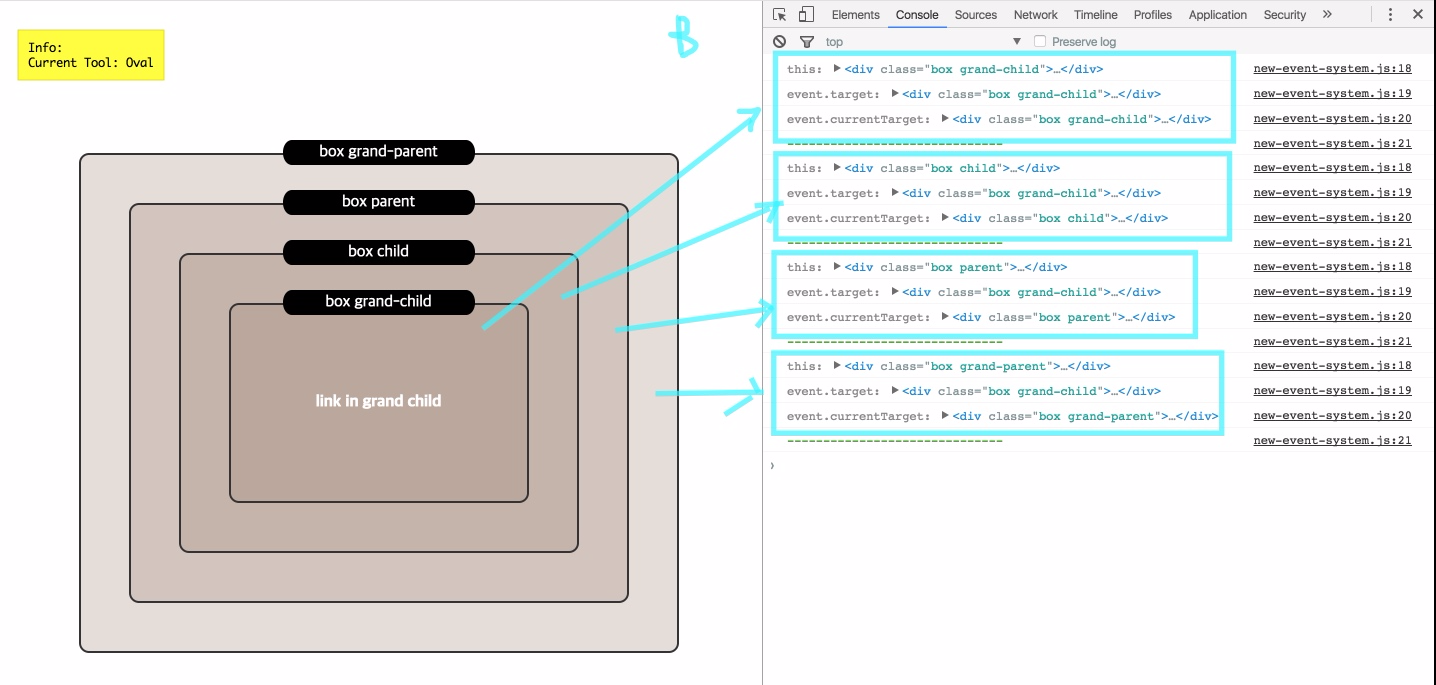 B
Info:
Current Tool: Oval
box grand-parent
box parent
box child
box grand-child
link in grand child
Elements Console Sources Network Timeline Profiles Application Security »
top Preserve log
this: ▶<div class="box grand-child">…</div> new-event-system.js:18
event.target: ▶<div class="box grand-child">…</div> new-event-system.js:19
event.currentTarget: ▶<div class="box grand-child">…</div> new-event-system.js:20
------------------------------ new-event-system.js:21
this: ▶<div class="box child">…</div> new-event-system.js:18
event.target: ▶<div class="box grand-child">…</div> new-event-system.js:19
event.currentTarget: ▶<div class="box child">…</div> new-event-system.js:20
------------------------------ new-event-system.js:21
this: ▶<div class="box parent">…</div> new-event-system.js:18
event.target: ▶<div class="box grand-child">…</div> new-event-system.js:19
event.currentTarget: ▶<div class="box parent">…</div> new-event-system.js:20
------------------------------ new-event-system.js:21
this: ▶<div class="box grand-parent">…</div> new-event-system.js:18
event.target: ▶<div class="box grand-child">…</div> new-event-system.js:19
event.currentTarget: ▶<div class="box grand-parent">…</div> new-event-system.js:20
------------------------------ new-event-system.js:21